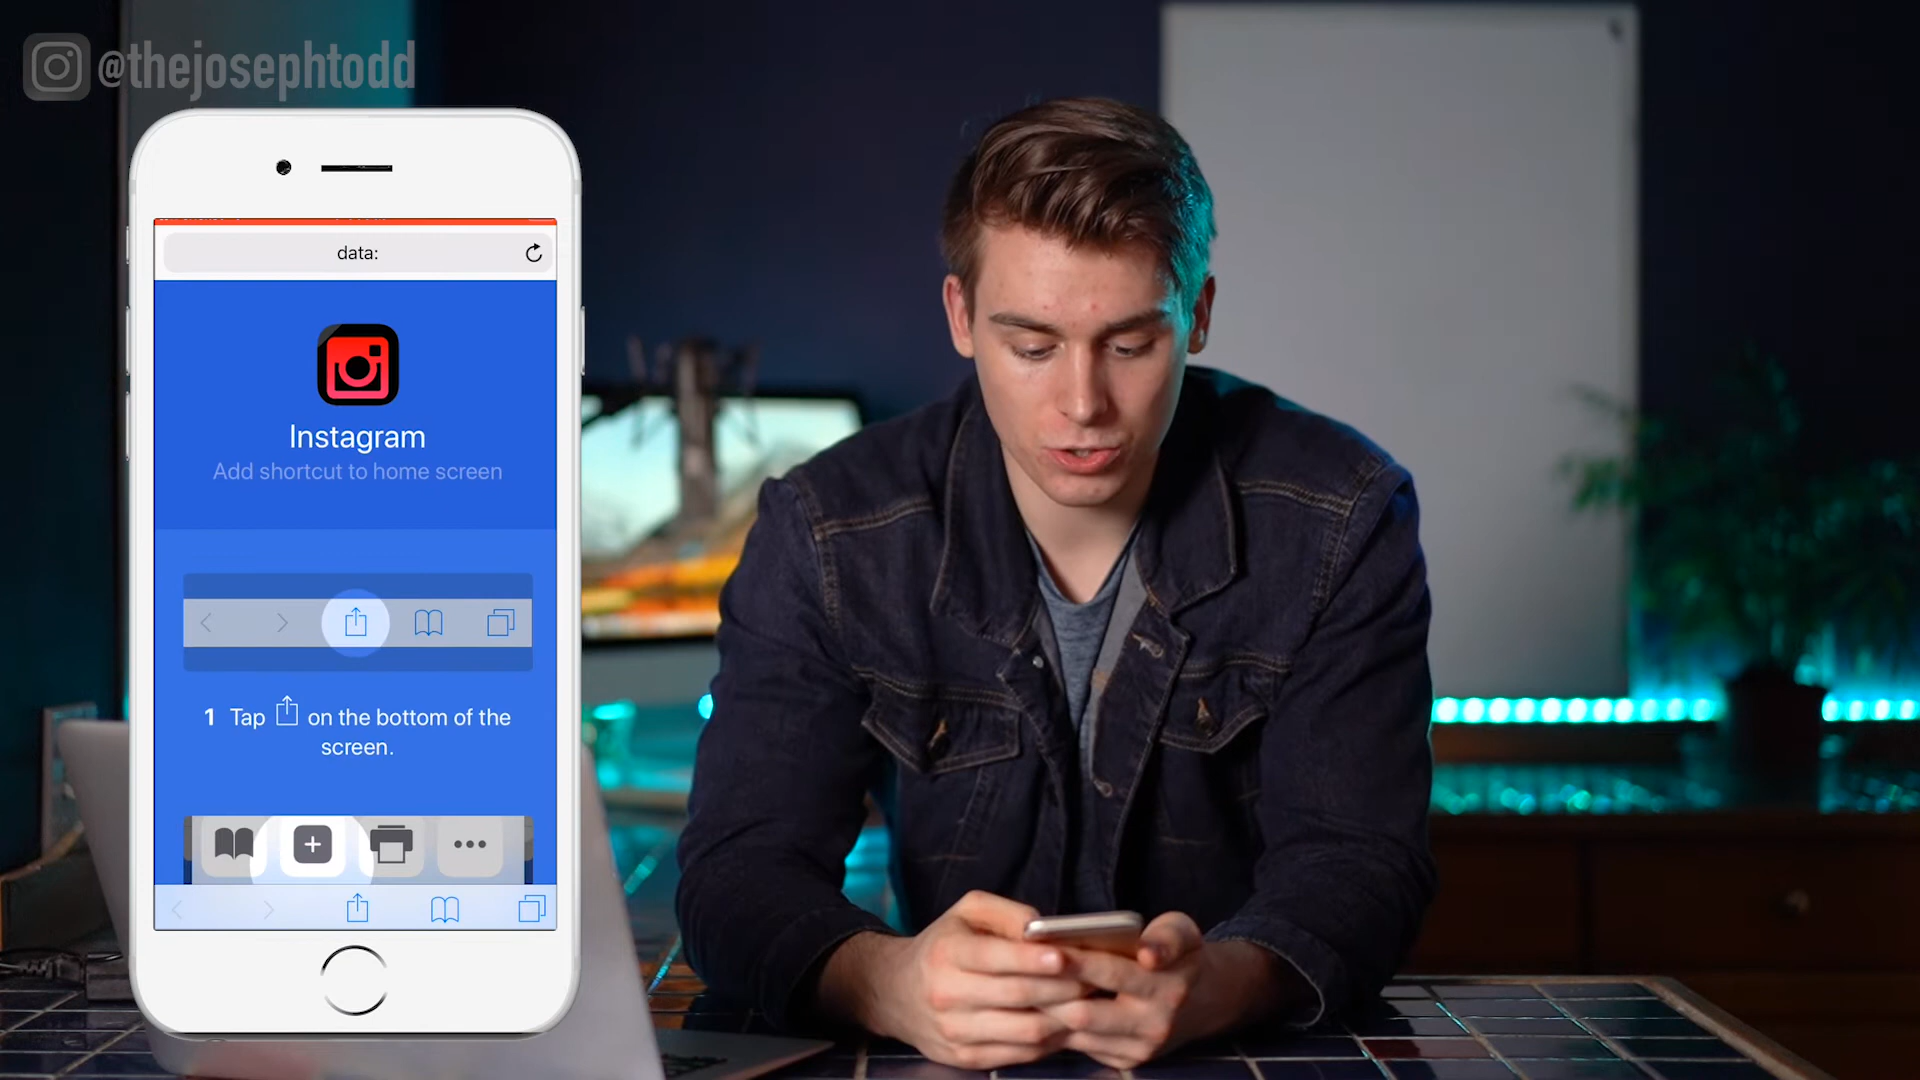 @thejosephtodd
data:
Instagram
Add shortcut to home screen
1 Tap on the bottom of the
screen.